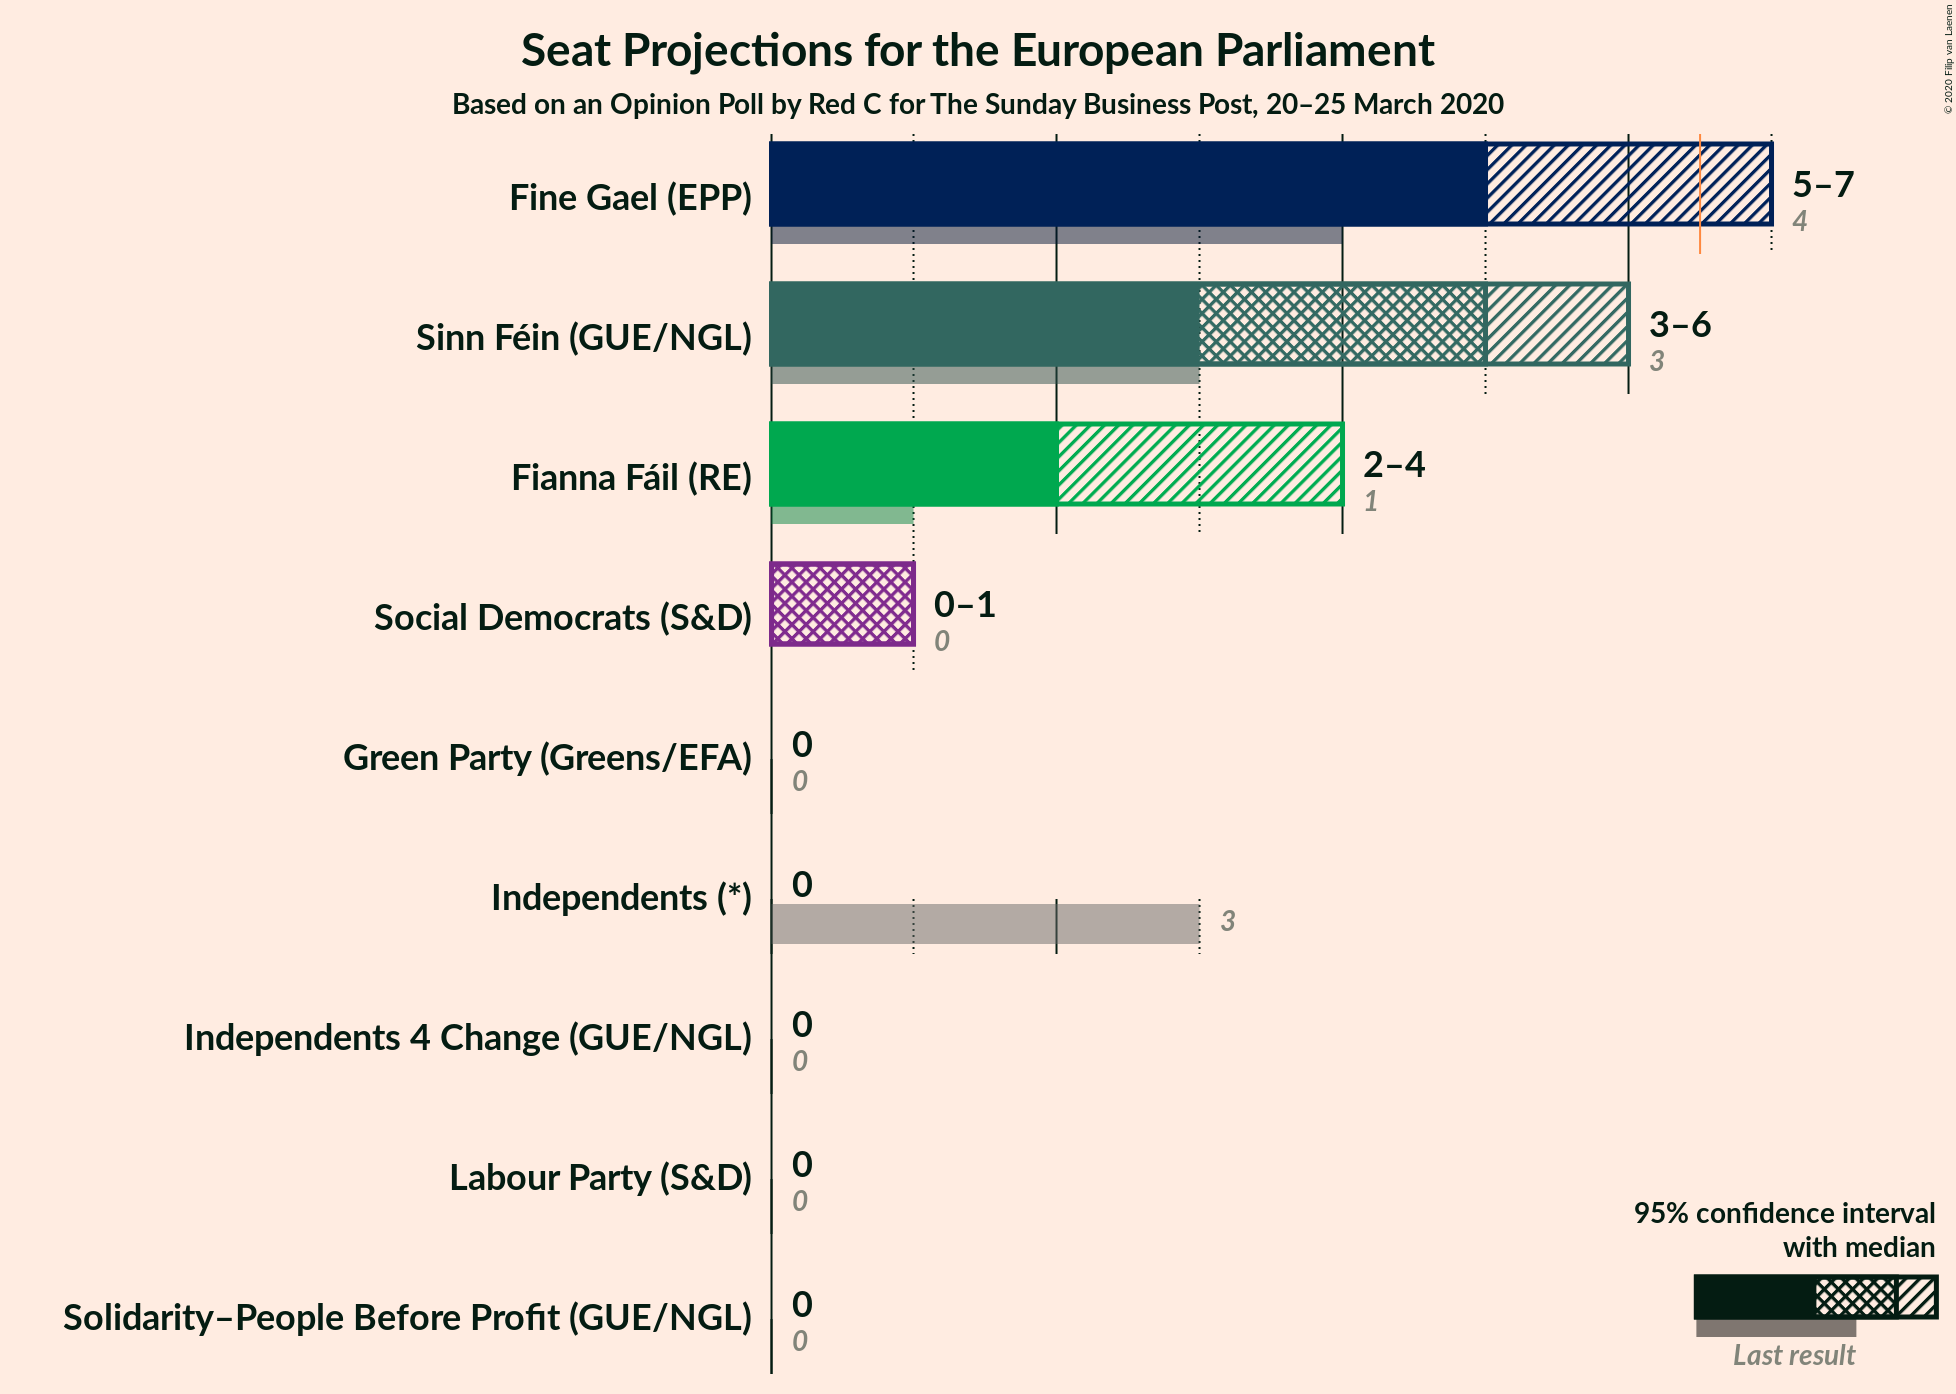 Seat Projections for the European Parliament
Based on an Opinion Poll by Red C for The Sunday Business Post, 20–25 March 2020
© 2020 Filip van Laenen
Fine Gael (EPP)
5–7
4
Sinn Féin (GUE/NGL)
3–6
3
Fianna Fáil (RE)
2–4
1
Social Democrats (S&D)
0–1
0
Green Party (Greens/EFA)
0
0
Independents (*)
0
3
Independents 4 Change (GUE/NGL)
0
0
Labour Party (S&D)
0
0
Solidarity–People Before Profit (GUE/NGL)
0
0
95% confidence interval
with median
Last result